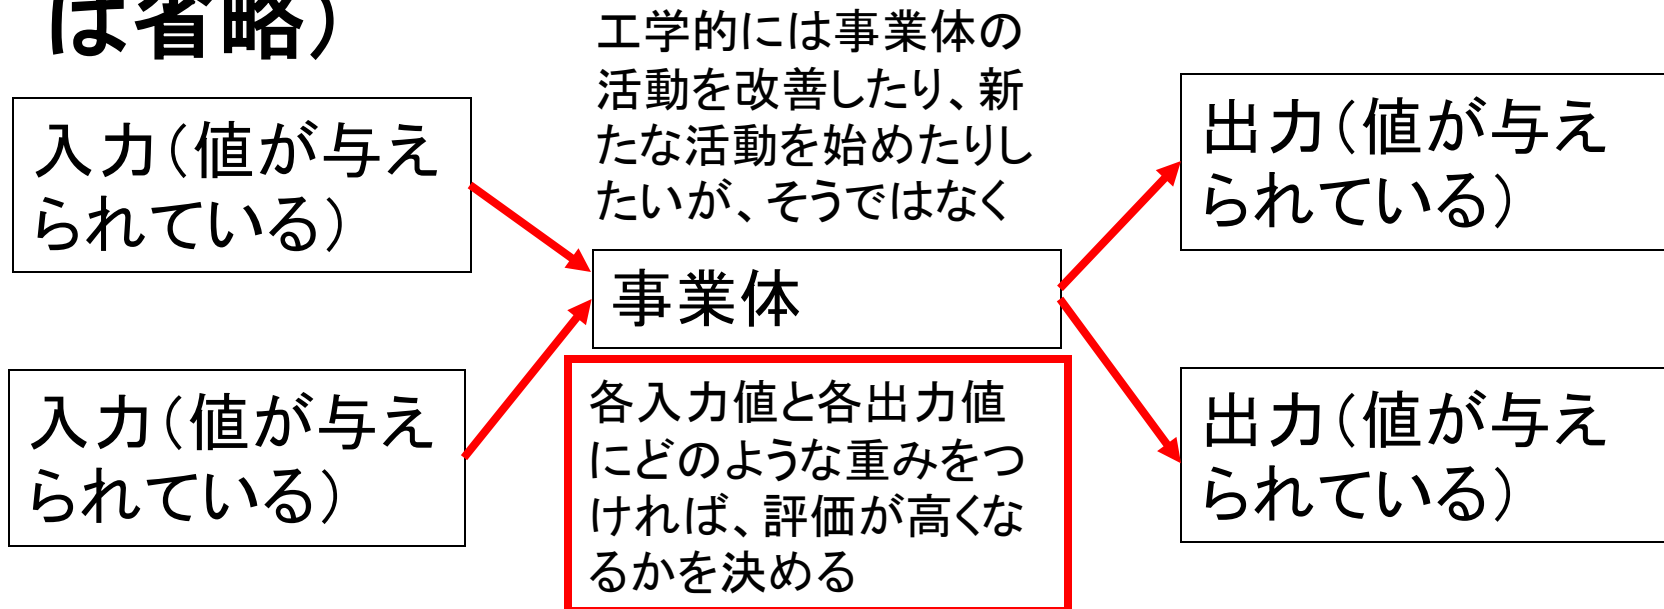 は省略）
工学的には事業体の
活動を改善したり、新
たな活動を始めたりし
たいが、そうではなく
入力（値が与え
られている）
出力（値が与え
られている）
事業体
入力（値が与え
られている）
各入力値と各出力値
にどのような重みをつ
ければ、評価が高くな
るかを決める
出力（値が与え
られている）